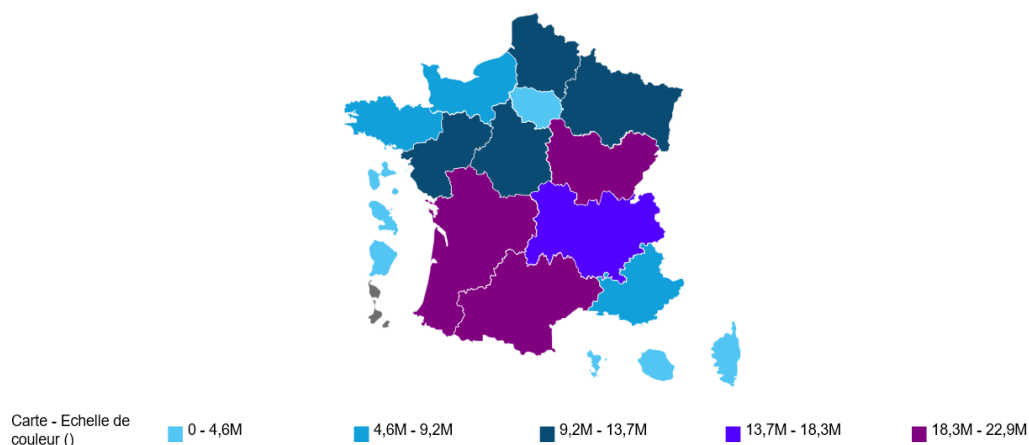 Carte - Echelle de
couleur ()
0 - 4,6M
4,6M - 9,2M
9,2M - 13,7M
13,7M - 18,3M
18,3M - 22,9M